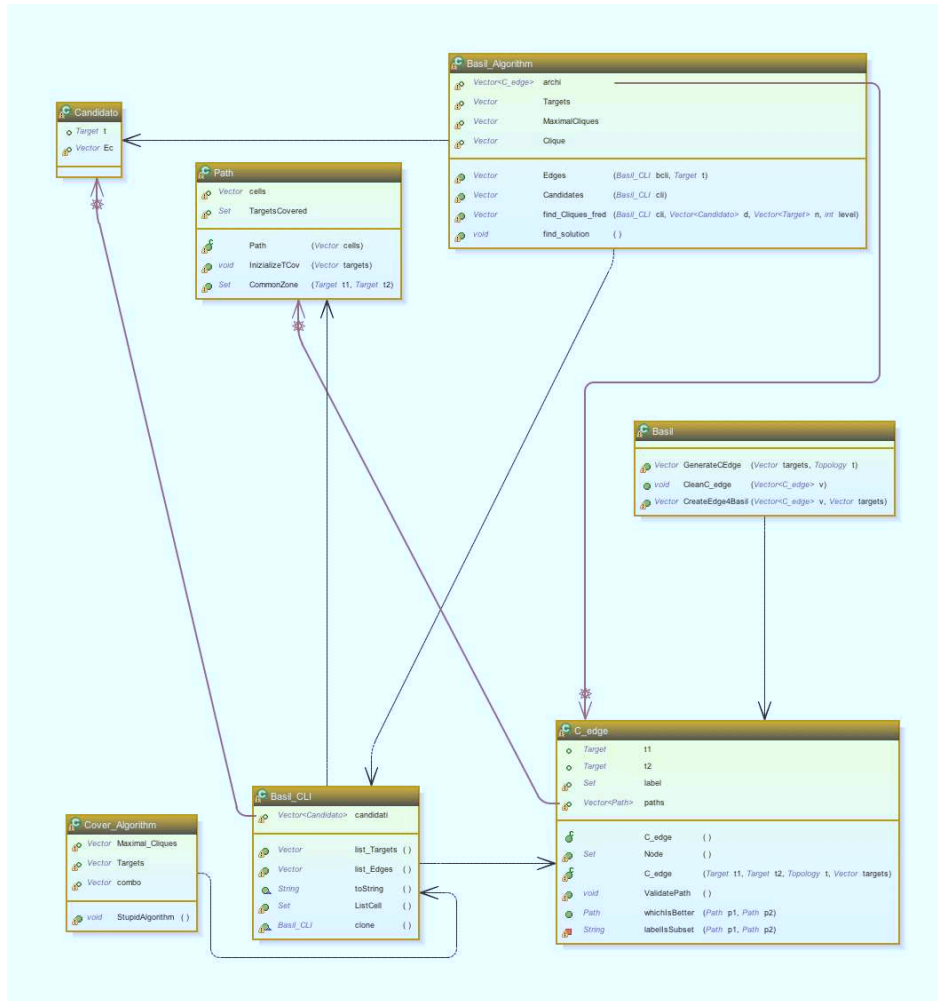 Basil_Algorithm
Vector<C_edge> archi
Vector Targets
Vector MaximalCliques
Vector Clique
Vector Edges (Basil_CLI bcli, Target t)
Vector Candidates (Basil_CLI cli)
Vector find_Cliques_fred (Basil_CLI cli, Vector<Candidato> d, Vector<Target> n, int level)
void find_solution ( )
Candidato
Target t
Vector Ec
Path
Vector cells
Set TargetsCovered
Path (Vector cells)
void InizializeTCov (Vector targets)
Set CommonZone (Target t1, Target t2)
Basil
Vector GenerateCEdge (Vector targets, Topology t)
void CleanC_edge (Vector<C_edge> v)
Vector CreateEdge4Basil (Vector<C_edge> v, Vector targets)
C_edge
Target t1
Target t2
Set label
Vector<Path> paths
C_edge ( )
Set Node ( )
C_edge (Target t1, Target t2, Topology t, Vector targets)
void ValidatePath ( )
Path whichIsBetter (Path p1, Path p2)
String labelIsSubset (Path p1, Path p2)
Basil_CLI
Vector<Candidato> candidati
Vector list_Targets ( )
Vector list_Edges ( )
String toString ( )
Set ListCell ( )
Basil_CLI clone ( )
Cover_Algorithm
Vector Maximal_Cliques
Vector Targets
Vector combo
void StupidAlgorithm ( )